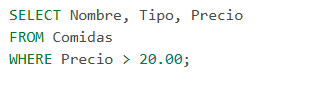 SELECT Nombre, Tipo, Precio
FROM Comidas
WHERE Precio > 20.00;